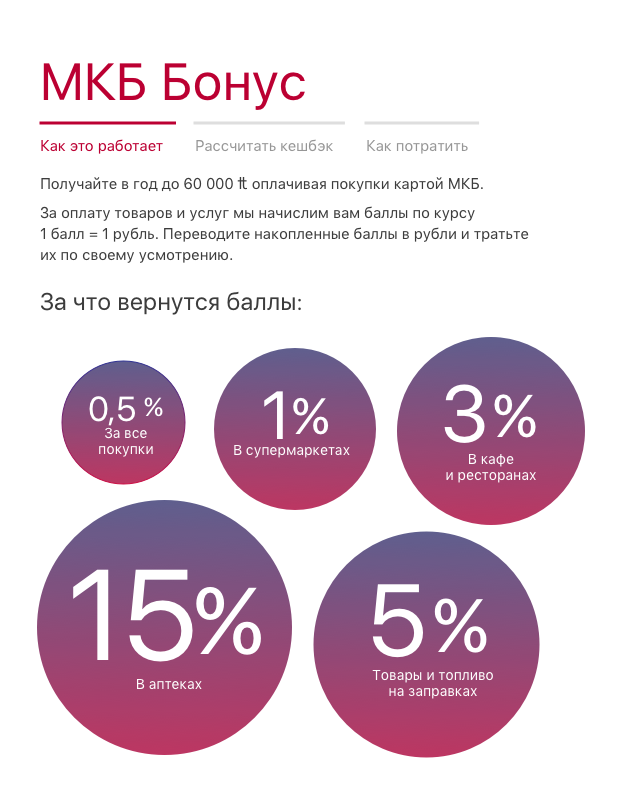 МКБ Бонус
Как это работает
Рассчитать кешбэк
Как потратить
Получайте в год до 60 000 ₶ оплачивая покупки картой МКБ.
За оплату товаров и услуг мы начислим вам баллы по курсу
1 балл = 1 рубль. Переводите накопленные баллы в рубли и тратьте
их по своему усмотрению.
За что вернутся баллы:
0,5 %
За все
покупки
1%
В супермаркетах
3 %
В кафе
и ресторанах
15%
В аптеках
5 %
Товары и топливо
на заправках